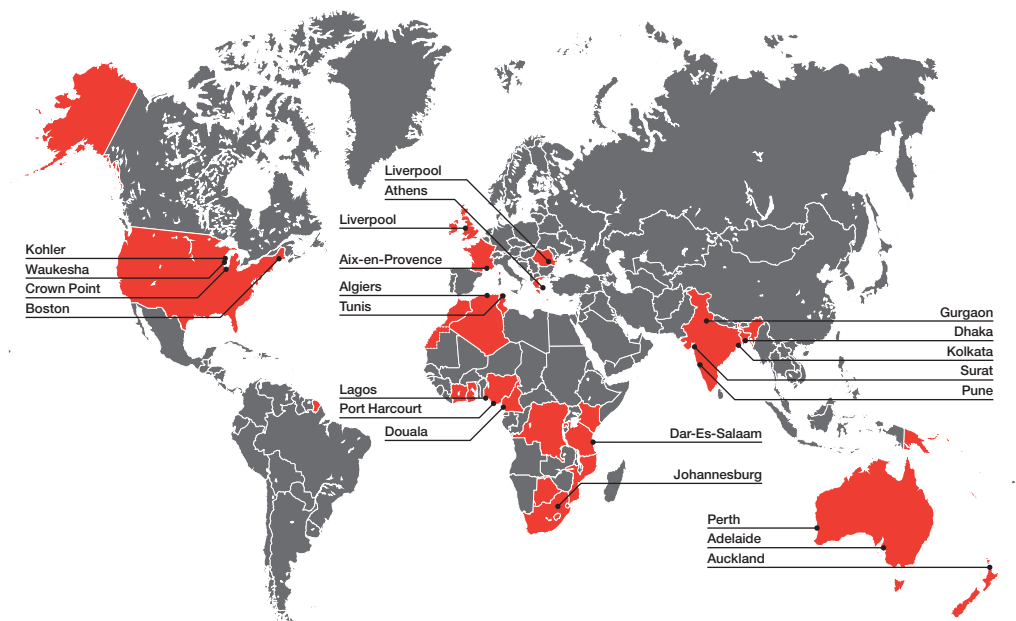 Liverpool
Athens
Liverpool
Aix-en-Provence
Algiers
Tunis
Kohler
Waukesha
Crown Point
Boston
Gurgaon
Dhaka
Kolkata
Surat
Pune
Lagos
Port Harcourt
Douala
Dar-Es-Salaam
Johannesburg
Perth
Adelaide
Auckland